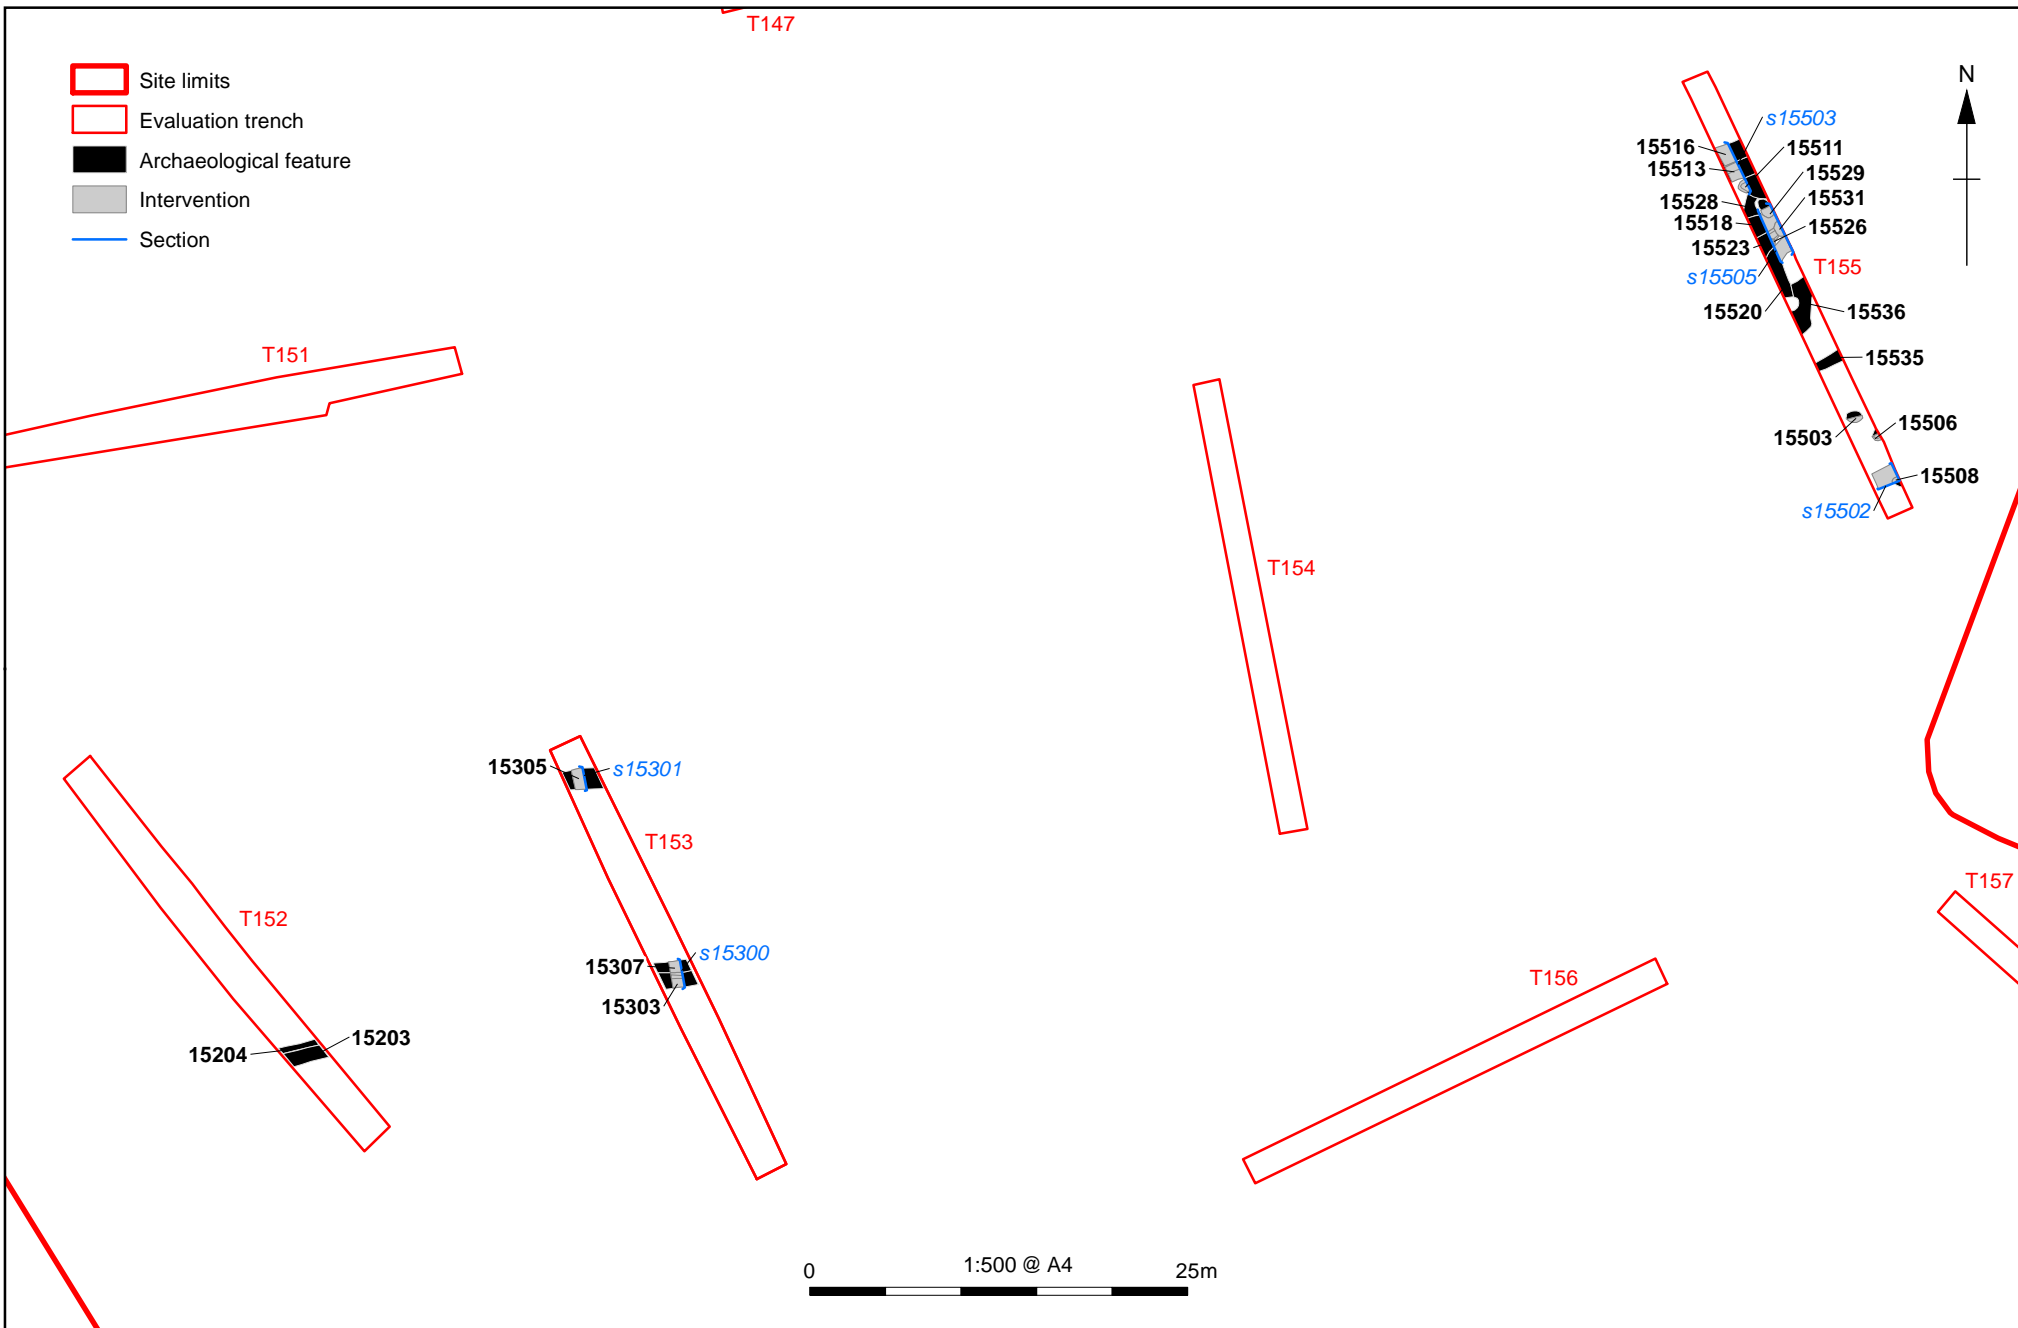 T147
Site limits
Evaluation trench
Archaeological feature
Intervention
Section
N
s15503
15516
15511
15513
15529
15528
15531
15518
15526
15523
T155
s15505
15520
15536
15535
15503
15506
15508
s15502
T151
T154
15305
s15301
T153
T152
15307
s15300
15303
15204
15203
T157
T156
0
1:500 @ A4
25m